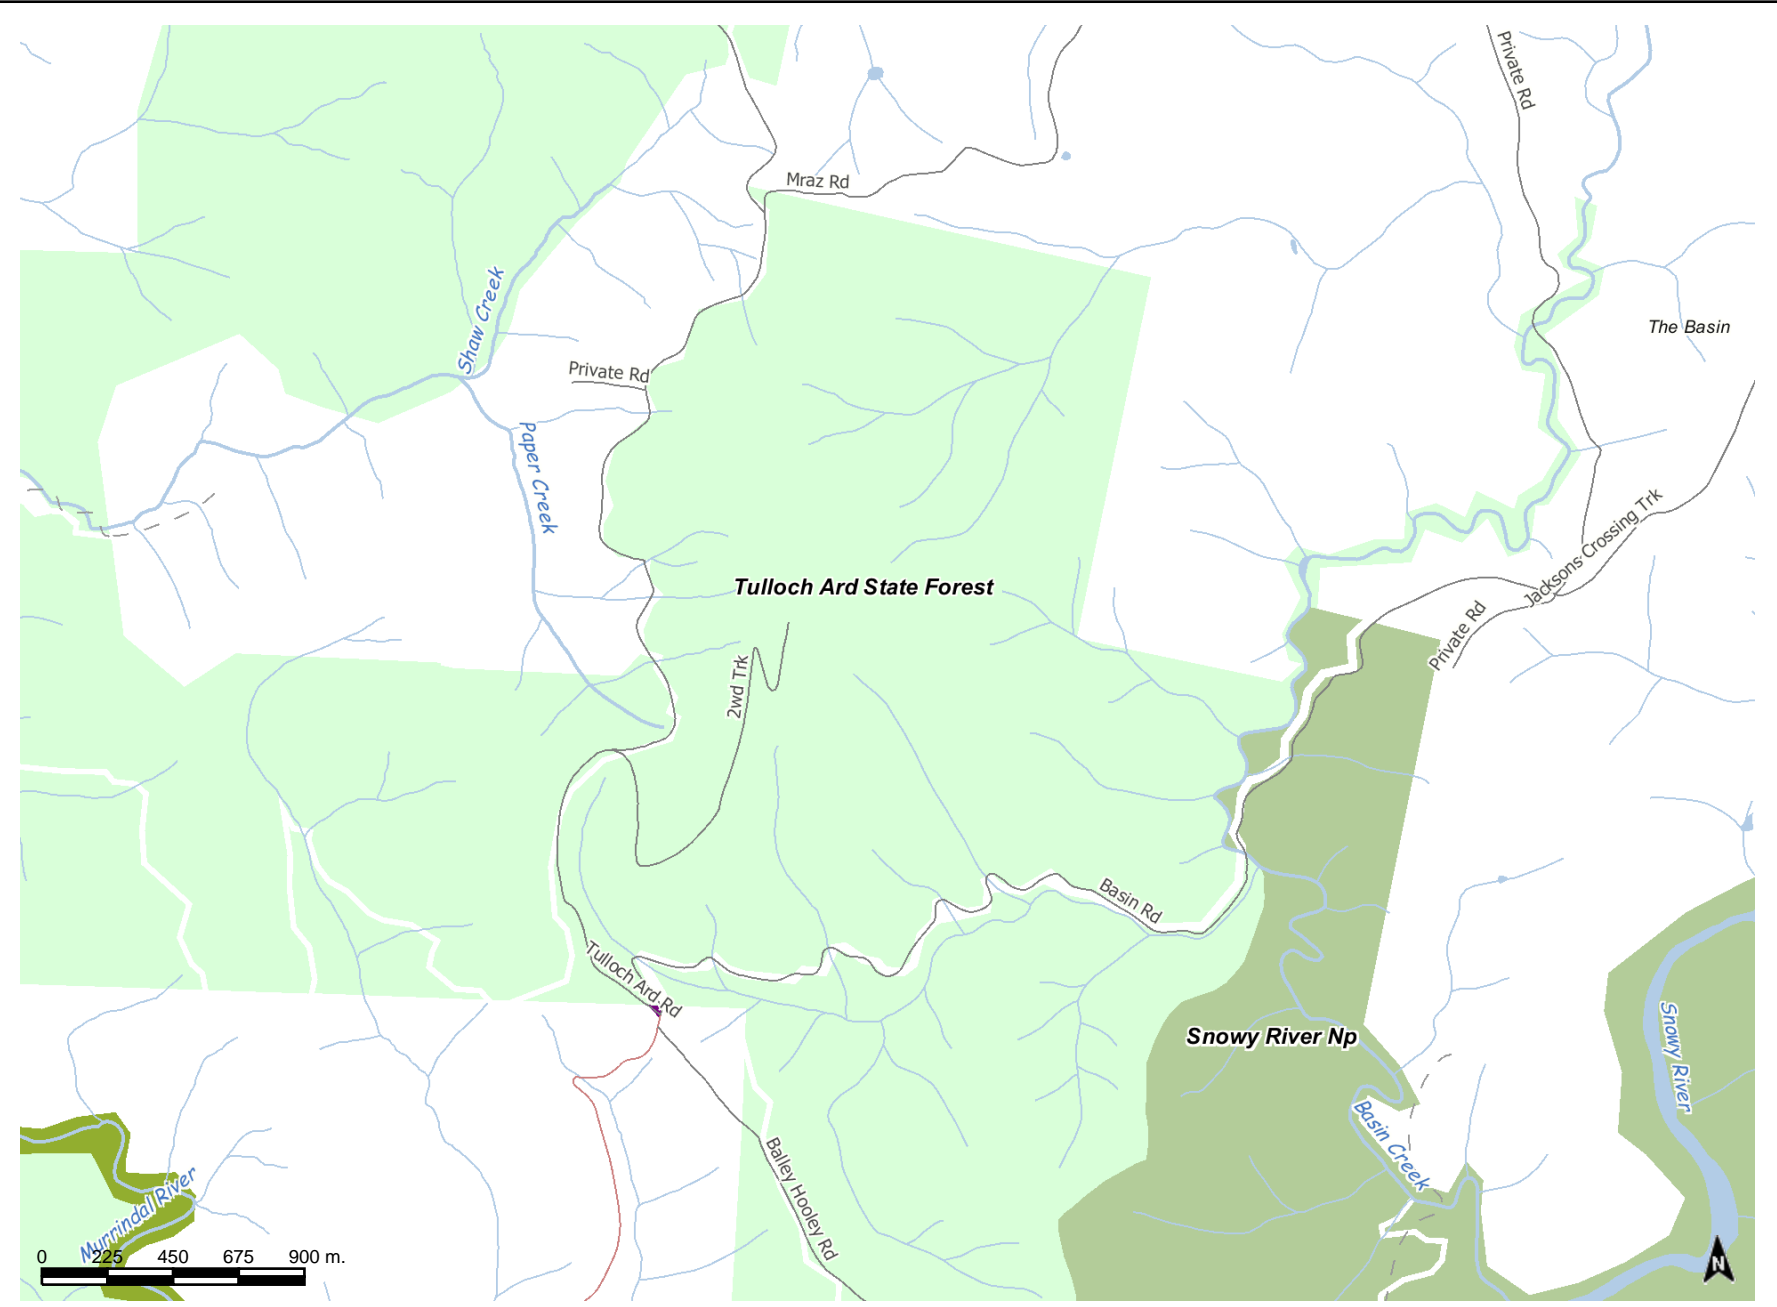 Private Rd
Mraz Rd
Shaw Creek
The Basin
Private Rd
Paper Creek
Jacksons Crossing Trk
Tulloch Ard State Forest
Private Rd
2wd Trk
Basin Rd
Tulloch Ard Rd
Snowy River Np
Snowy River
Basin Creek
Balley Hooley Rd
Murrindal River
0 225 450 675 900 m.
N